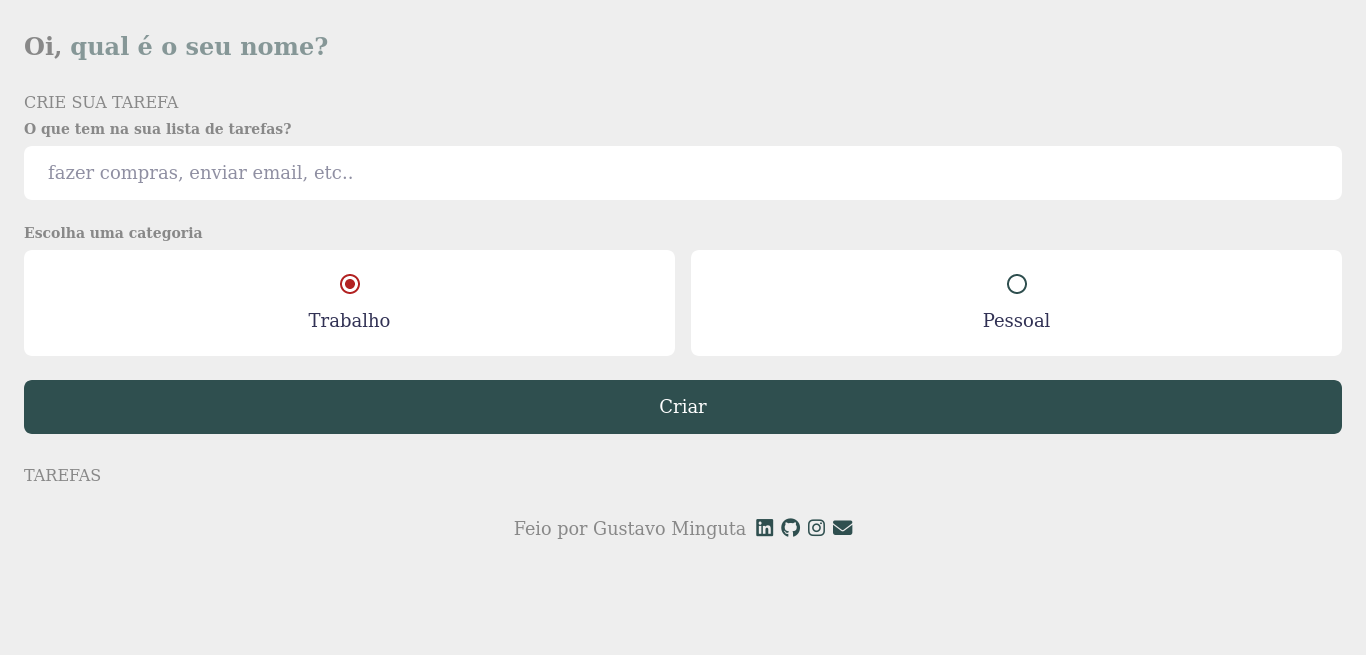 Oi, qual é o seu nome?
CRIE SUA TAREFA
O que tem na sua lista de tarefas?
fazer compras, enviar email, etc..
Escolha uma categoria
Trabalho
Pessoal
Criar
TAREFAS
Feio por Gustavo Minguta